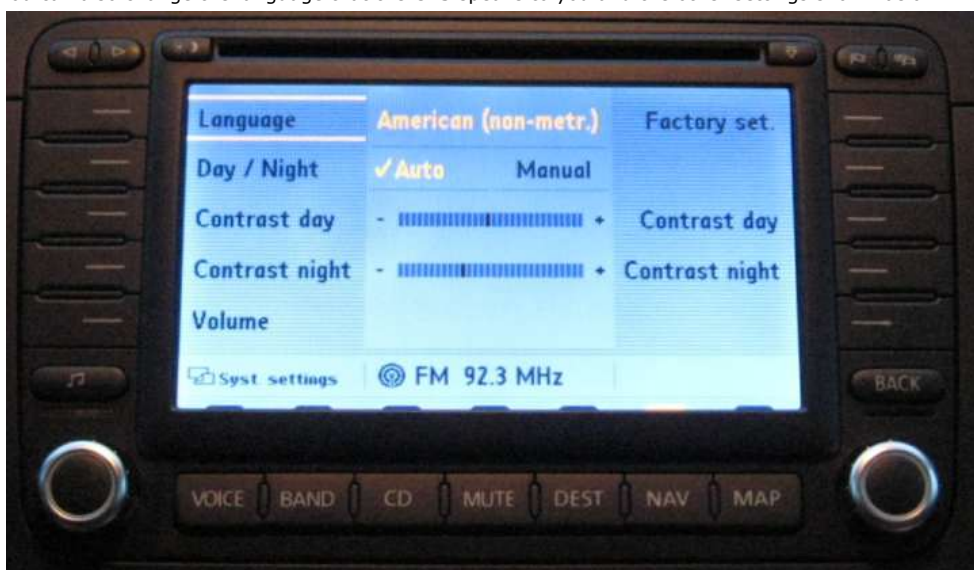 Language American (non-metr.) Factory set.
Day / Night ✓Auto Manual
Contrast day - + Contrast day
Contrast night - + Contrast night
Volume
Syst. settings FM 92.3 MHz
BACK
VOICE BAND CD MUTE DEST NAV MAP